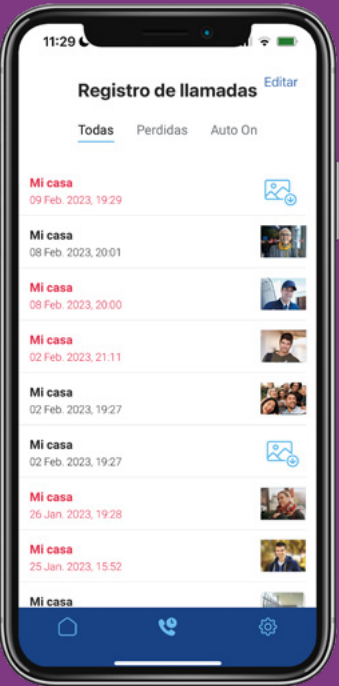 11:29
Registro de llamadas
Editar
Todas
Perdidas
Auto On
Mi casa
09 Feb. 2023, 19:29
Mi casa
08 Feb. 2023, 20:01
Mi casa
08 Feb. 2023, 20:00
Mi casa
02 Feb. 2023, 21:11
Mi casa
02 Feb. 2023, 19:27
Mi casa
02 Feb. 2023, 19:27
Mi casa
26 Jan. 2023, 19:28
Mi casa
25 Jan. 2023, 15:52
Mi casa